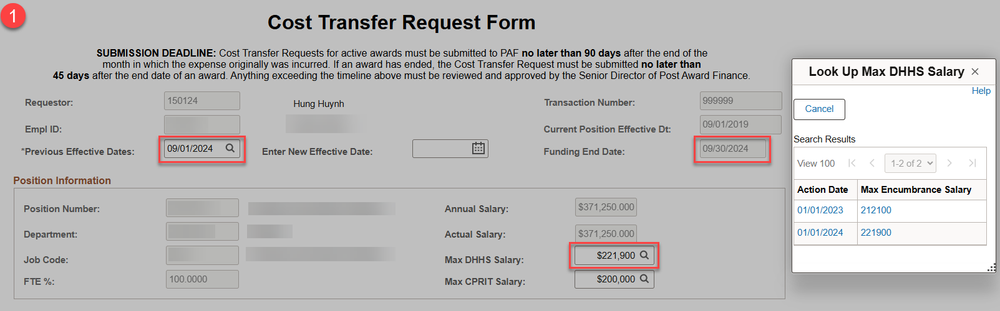 1
Cost Transfer Request Form
SUBMISSION DEADLINE: Cost Transfer Requests for active awards must be submitted to PAF no later than 90 days after the end of the
month in which the expense originally was incurred. If an award has ended, the Cost Transfer Request must be submitted no later than
45 days after the end date of an award. Anything exceeding the timeline above must be reviewed and approved by the Senior Director of Post Award Finance.
Requestor: 150124 Hung Huynh Transaction Number: 999999
Empl ID: Current Position Effective Dt: 09/01/2019
*Previous Effective Dates: 09/01/2024 Enter New Effective Date: Funding End Date: 09/30/2024
Position Information
Position Number: Annual Salary: $371,250.000
Department: Actual Salary: $371,250.000
Job Code: Max DHHS Salary: $221,900
FTE %: 100.0000 Max CPRIT Salary: $200,000
Look Up Max DHHS Salary ×
Help
Cancel
Search Results
View 100 1-2 of 2
Action Date Max Encumbrance Salary
01/01/2023 212100
01/01/2024 221900